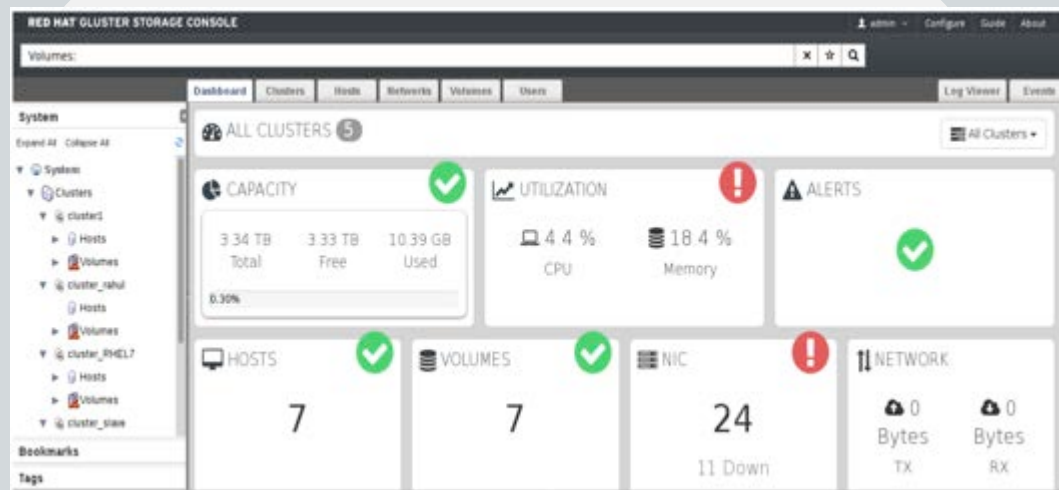 RED HAT GLUSTER STORAGE CONSOLE
admin Configure Guide About
Volumes:
Dashboard Clusters Hosts Networks Volumes Users Log Viewer Events
System
Expand All Collapse All
System
Clusters
cluster1
Hosts
Volumes
cluster_rahul
Hosts
Volumes
cluster_RHEL7
Hosts
Volumes
cluster_slave
Bookmarks
Tags
ALL CLUSTERS 5
All Clusters
CAPACITY
3.34 TB 3.33 TB 10.39 GB
Total Free Used
0.30%
UTILIZATION
4.4 % 18.4 %
CPU Memory
ALERTS
HOSTS
7
VOLUMES
7
NIC
24
11 Down
NETWORK
0 0
Bytes Bytes
TX RX